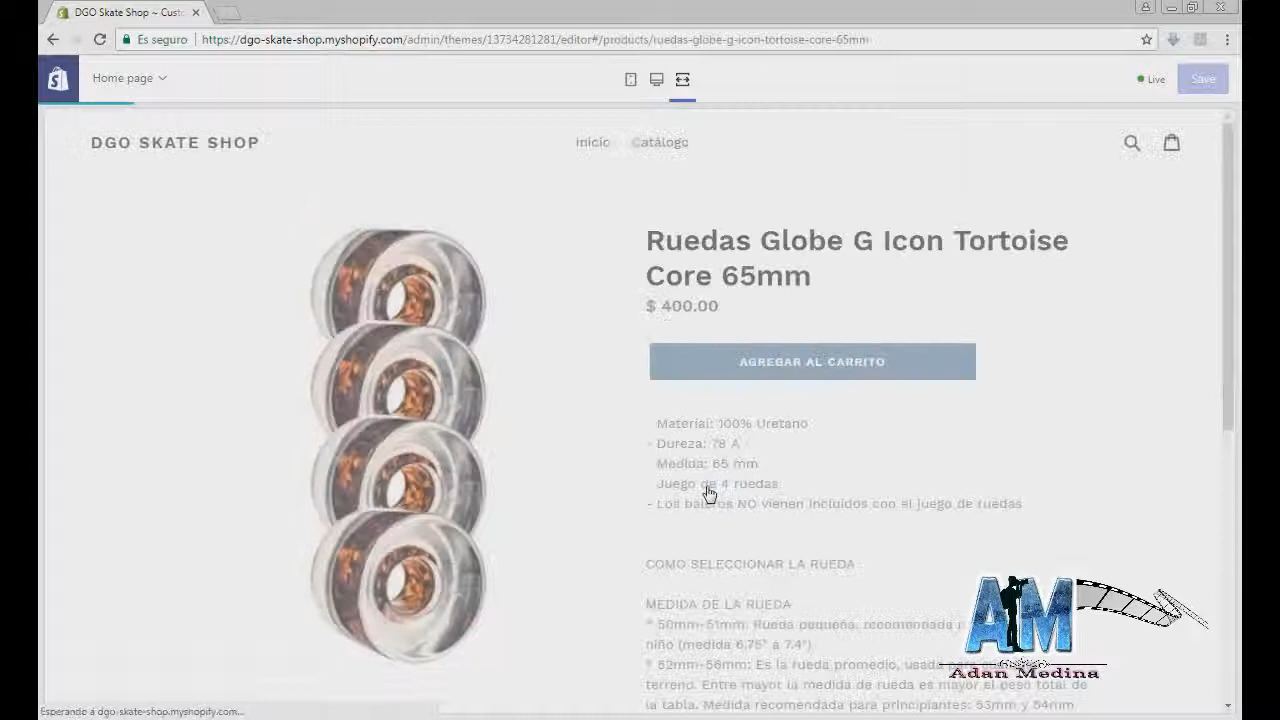 DGO Skate Shop ~ Custo
Es seguro
https://dgo-skate-shop.myshopify.com/admin/themes/13734281281/editor#/products/ruedas-globe-g-icon-tortoise-core-65mm
Home page
Live
Save
DGO SKATE SHOP
Inicio
Catálogo
Ruedas Globe G Icon Tortoise
Core 65mm
$ 400.00
AGREGAR AL CARRITO
Material: 100% Uretano
- Dureza: 78 A
Medida: 65 mm
Juego de 4 ruedas
- Los baleros NO vienen incluidos con el juego de ruedas
COMO SELECCIONAR LA RUEDA
MEDIDA DE LA RUEDA
* 50mm-51mm: Rueda pequeña, recomendada
niño (medida 6.75" a 7.4")
* 52mm-56mm: Es la rueda promedio, usada
terreno. Entre mayor la medida de rueda es mayor el peso total de
la tabla. Medida recomendada para principiantes: 53mm y 54mm
AM
Adan Medina
Esperando a dgo-skate-shop.myshopify.com...